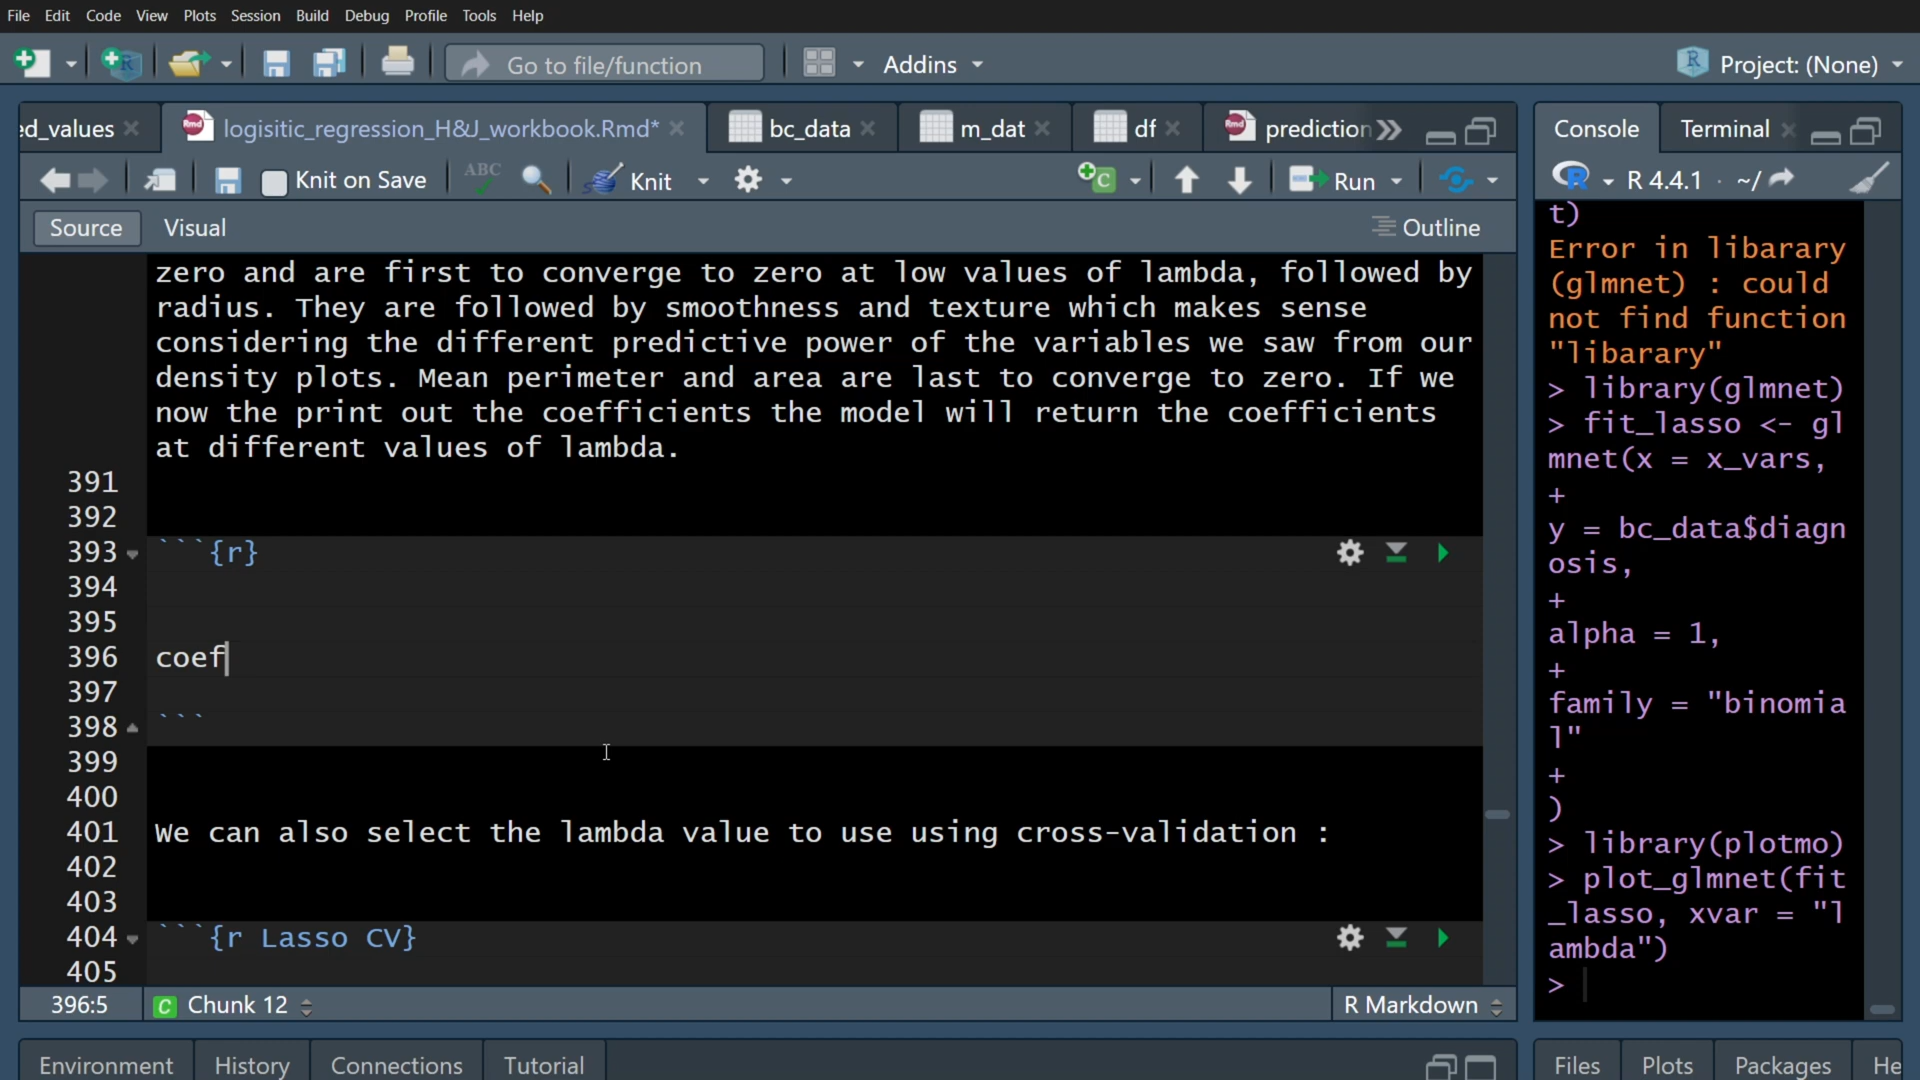 File Edit Code View Plots Session Build Debug Profile Tools Help
Go to file/function Addins Project: (None)
ed_values logisitic_regression_H&J_workbook.Rmd* bc_data m_dat df prediction Console Terminal
Knit on Save ABC Knit Run R 4.4.1 · ~/
Source Visual Outline
zero and are first to converge to zero at low values of lambda, followed by
radius. They are followed by smoothness and texture which makes sense
considering the different predictive power of the variables we saw from our
density plots. Mean perimeter and area are last to converge to zero. If we
now the print out the coefficients the model will return the coefficients
at different values of lambda.
391
392
393 ```{r}
394
395
396 coef
397
398 ```
399
400
401 We can also select the lambda value to use using cross-validation :
402
403
404 ```{r Lasso CV}
405
396:5 C Chunk 12 R Markdown
Environment History Connections Tutorial
t)
Error in libarary
(glmnet) : could
not find function
"libarary"
> library(glmnet)
> fit_lasso <- gl
mnet(x = x_vars,
+
y = bc_data$diagn
osis,
+
alpha = 1,
+
family = "binomia
l"
+
)
> library(plotmo)
> plot_glmnet(fit
_lasso, xvar = "l
ambda")
>
Files Plots Packages He